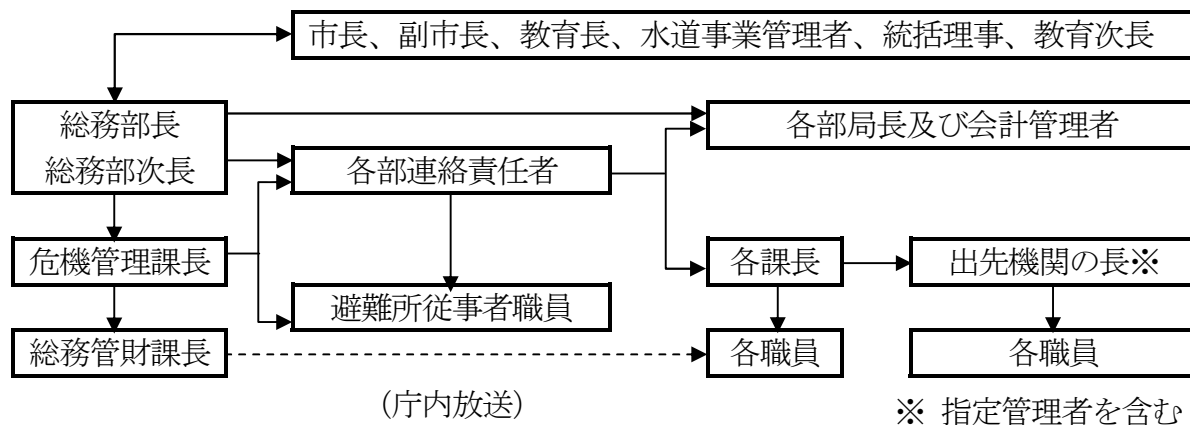 市長、副市長、教育長、水道事業管理者、統括理事、教育次長
総務部長
総務部次長
各部連絡責任者
各部局長及び会計管理者
危機管理課長
各課長
出先機関の長※
避難所従事者職員
総務管財課長
各職員
各職員
(庁内放送)
※ 指定管理者を含む